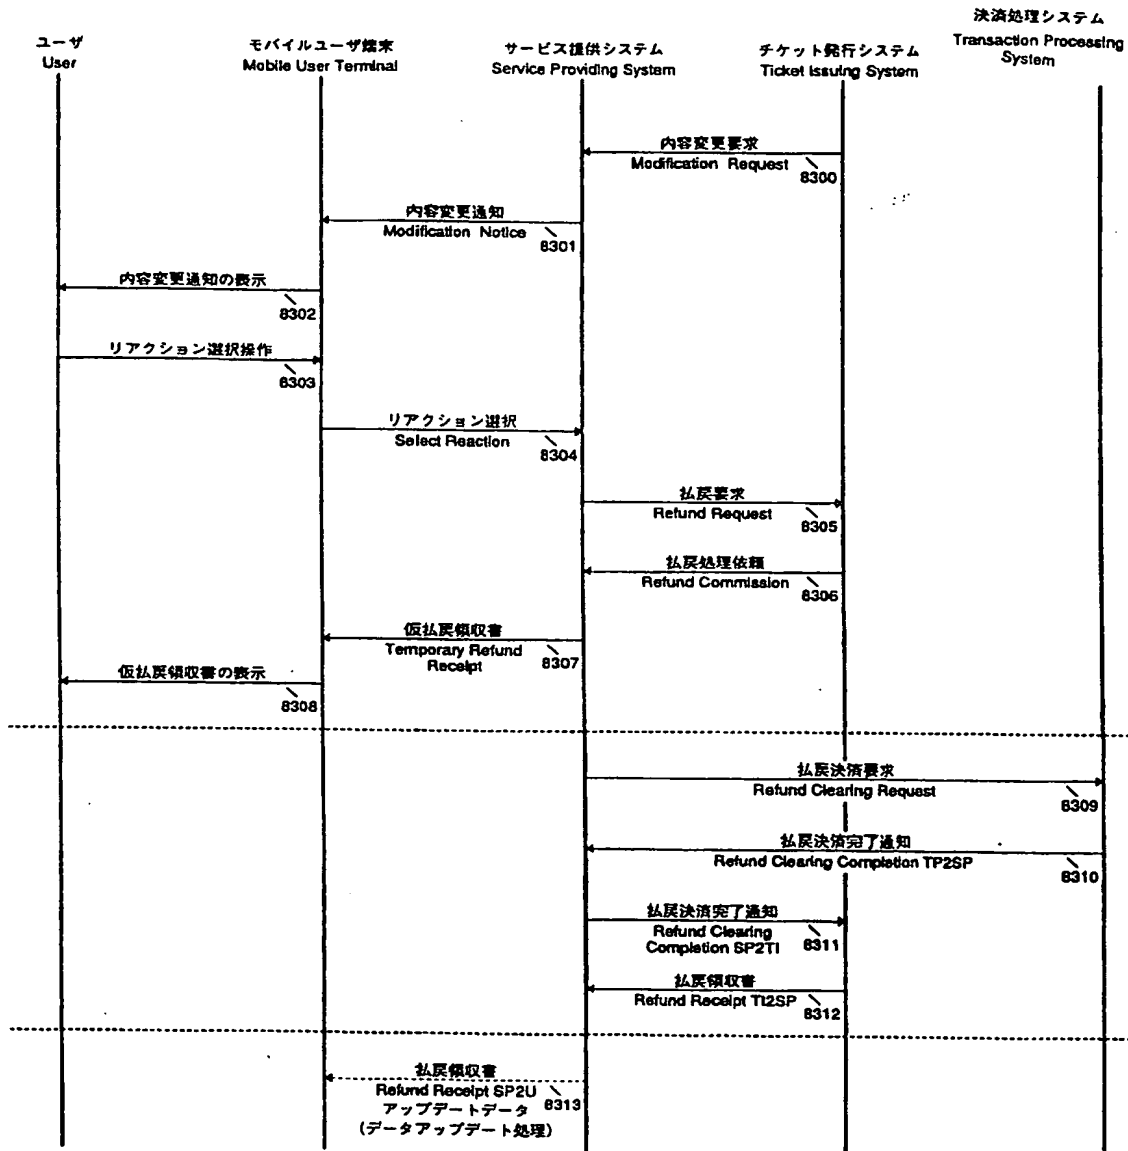 ユーザ
User
モバイルユーザ端末
Mobile User Terminal
サービス提供システム
Service Providing System
チケット発行システム
Ticket Issuing System
決済処理システム
Transaction Processing
System
内容変更要求
Modification Request
8300
内容変更通知
Modification Notice
8301
内容変更通知の表示
8302
リアクション選択操作
8303
リアクション選択
Select Reaction
8304
払戻要求
Refund Request
8305
払戻処理依頼
Refund Commission
8306
仮払戻領収書
Temporary Refund
Receipt
8307
仮払戻領収書の表示
8308
払戻決済要求
Refund Clearing Request
8309
払戻決済完了通知
Refund Clearing Completion TP2SP
8310
払戻決済完了通知
Refund Clearing
Completion SP2TI
8311
払戻領収書
Refund Receipt TI2SP
8312
払戻領収書
Refund Receipt SP2U
8313
アップデートデータ
(データアップデート処理)